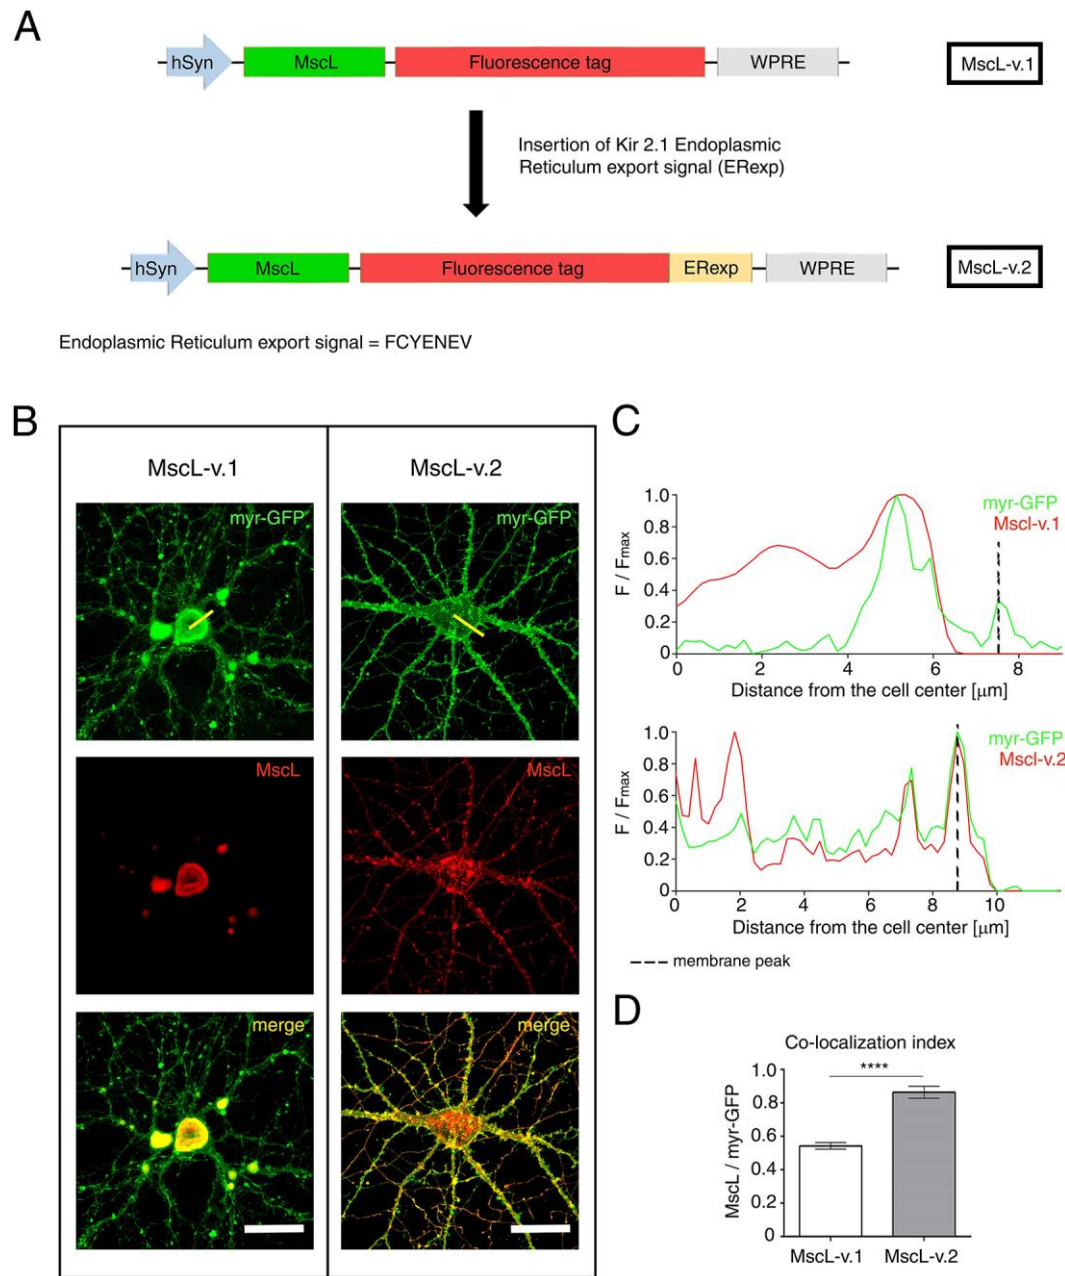 A
hSyn MscL Fluorescence tag WPRE MscL-v.1
Insertion of Kir 2.1 Endoplasmic
Reticulum export signal (ERexp)
hSyn MscL Fluorescence tag ERexp WPRE MscL-v.2
Endoplasmic Reticulum export signal = FCYENEV
B
MscL-v.1 MscL-v.2
myr-GFP myr-GFP
MscL MscL
merge merge
C
myr-GFP
Mscl-v.1
F / Fmax
1.0
0.8
0.6
0.4
0.2
0
0 2 4 6 8
Distance from the cell center [μm]
myr-GFP
Mscl-v.2
F / Fmax
1.0
0.8
0.6
0.4
0.2
0
0 2 4 6 8 10
Distance from the cell center [μm]
membrane peak
D
Co-localization index
****
MscL / myr-GFP
1.0
0.8
0.6
0.4
0.2
0
MscL-v.1 MscL-v.2